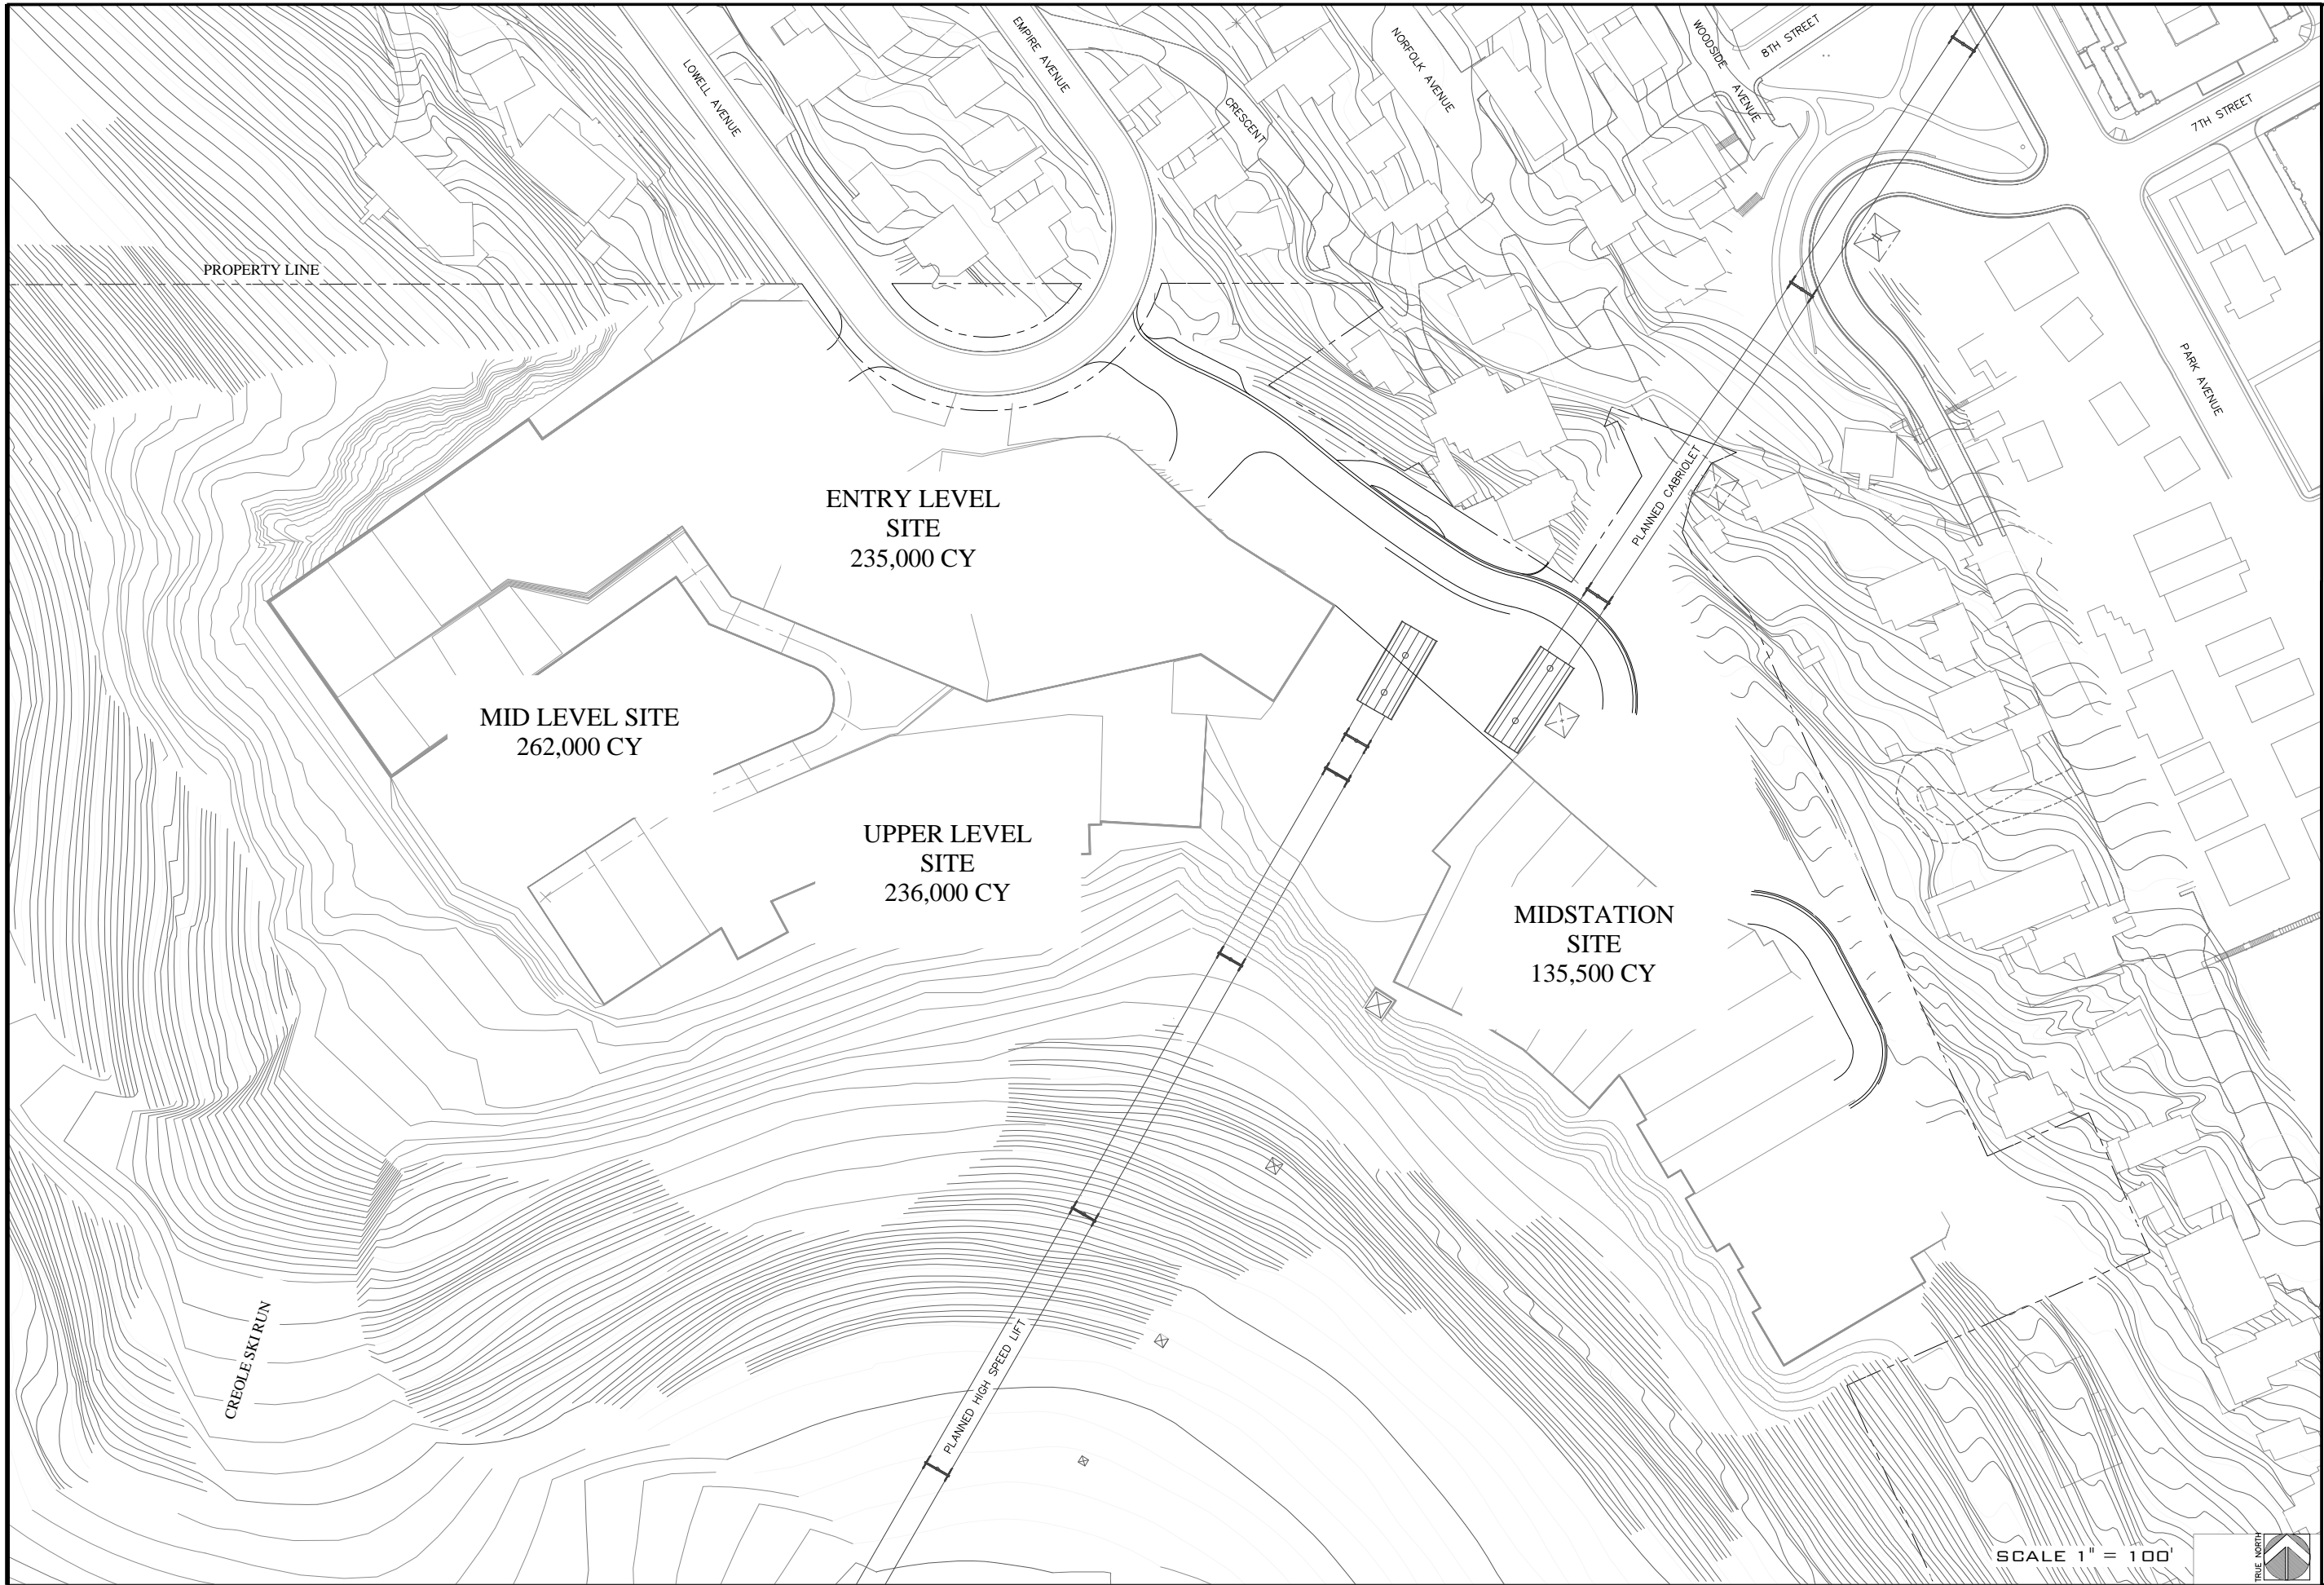 LOWELL AVENUE
EMPIRE AVENUE
CRESCENT
NORFOLK AVENUE
WOODSIDE
AVENUE
8TH STREET
7TH STREET
PARK AVENUE
PROPERTY LINE
PLANNED CABRIOLET
ENTRY LEVEL
SITE
235,000 CY
MID LEVEL SITE
262,000 CY
UPPER LEVEL
SITE
236,000 CY
MIDSTATION
SITE
135,500 CY
CREOLE SKI RUN
PLANNED HIGH SPEED LIFT
SCALE 1" = 100'
TRUE NORTH